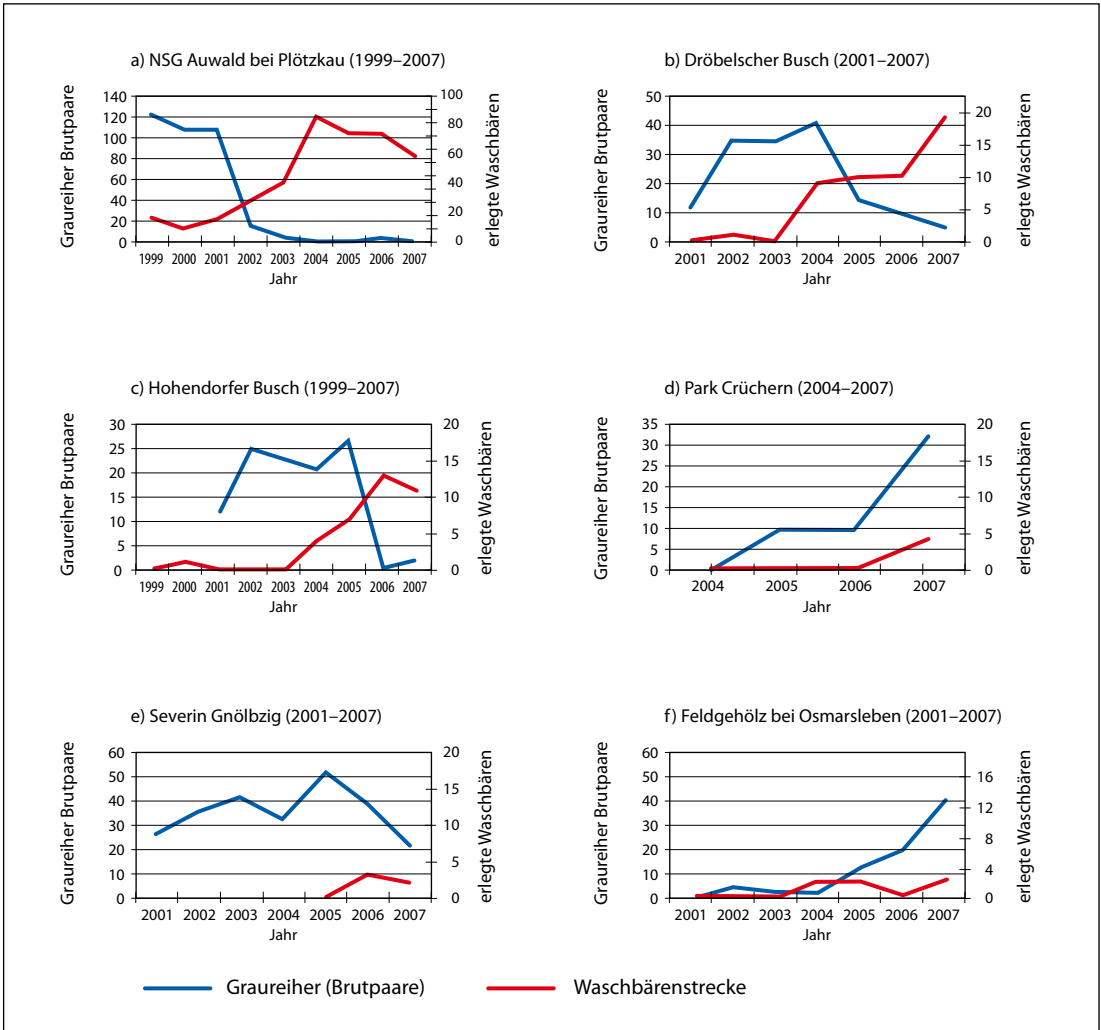 a) NSG Auwald bei Plötzkau (1999–2007)
Graureiher Brutpaare
140
120
100
80
60
40
20
0
100
80
60
40
20
0
erlegte Waschbären
1999 2000 2001 2002 2003 2004 2005 2006 2007
Jahr
b) Dröbelscher Busch (2001–2007)
Graureiher Brutpaare
50
40
30
20
10
0
20
15
10
5
0
erlegte Waschbären
2001 2002 2003 2004 2005 2006 2007
Jahr
c) Hohendorfer Busch (1999–2007)
Graureiher Brutpaare
30
25
20
15
10
5
0
20
15
10
5
0
erlegte Waschbären
1999 2000 2001 2002 2003 2004 2005 2006 2007
Jahr
d) Park Crüchern (2004–2007)
Graureiher Brutpaare
35
30
25
20
15
10
5
0
20
15
10
5
0
erlegte Waschbären
2004 2005 2006 2007
Jahr
e) Severin Gnölbzig (2001–2007)
Graureiher Brutpaare
60
50
40
30
20
10
0
20
15
10
5
0
erlegte Waschbären
2001 2002 2003 2004 2005 2006 2007
Jahr
f) Feldgehölz bei Osmarsleben (2001–2007)
Graureiher Brutpaare
60
50
40
30
20
10
0
16
12
8
4
0
erlegte Waschbären
2001 2002 2003 2004 2005 2006 2007
Jahr
Graureiher (Brutpaare) Waschbärenstrecke